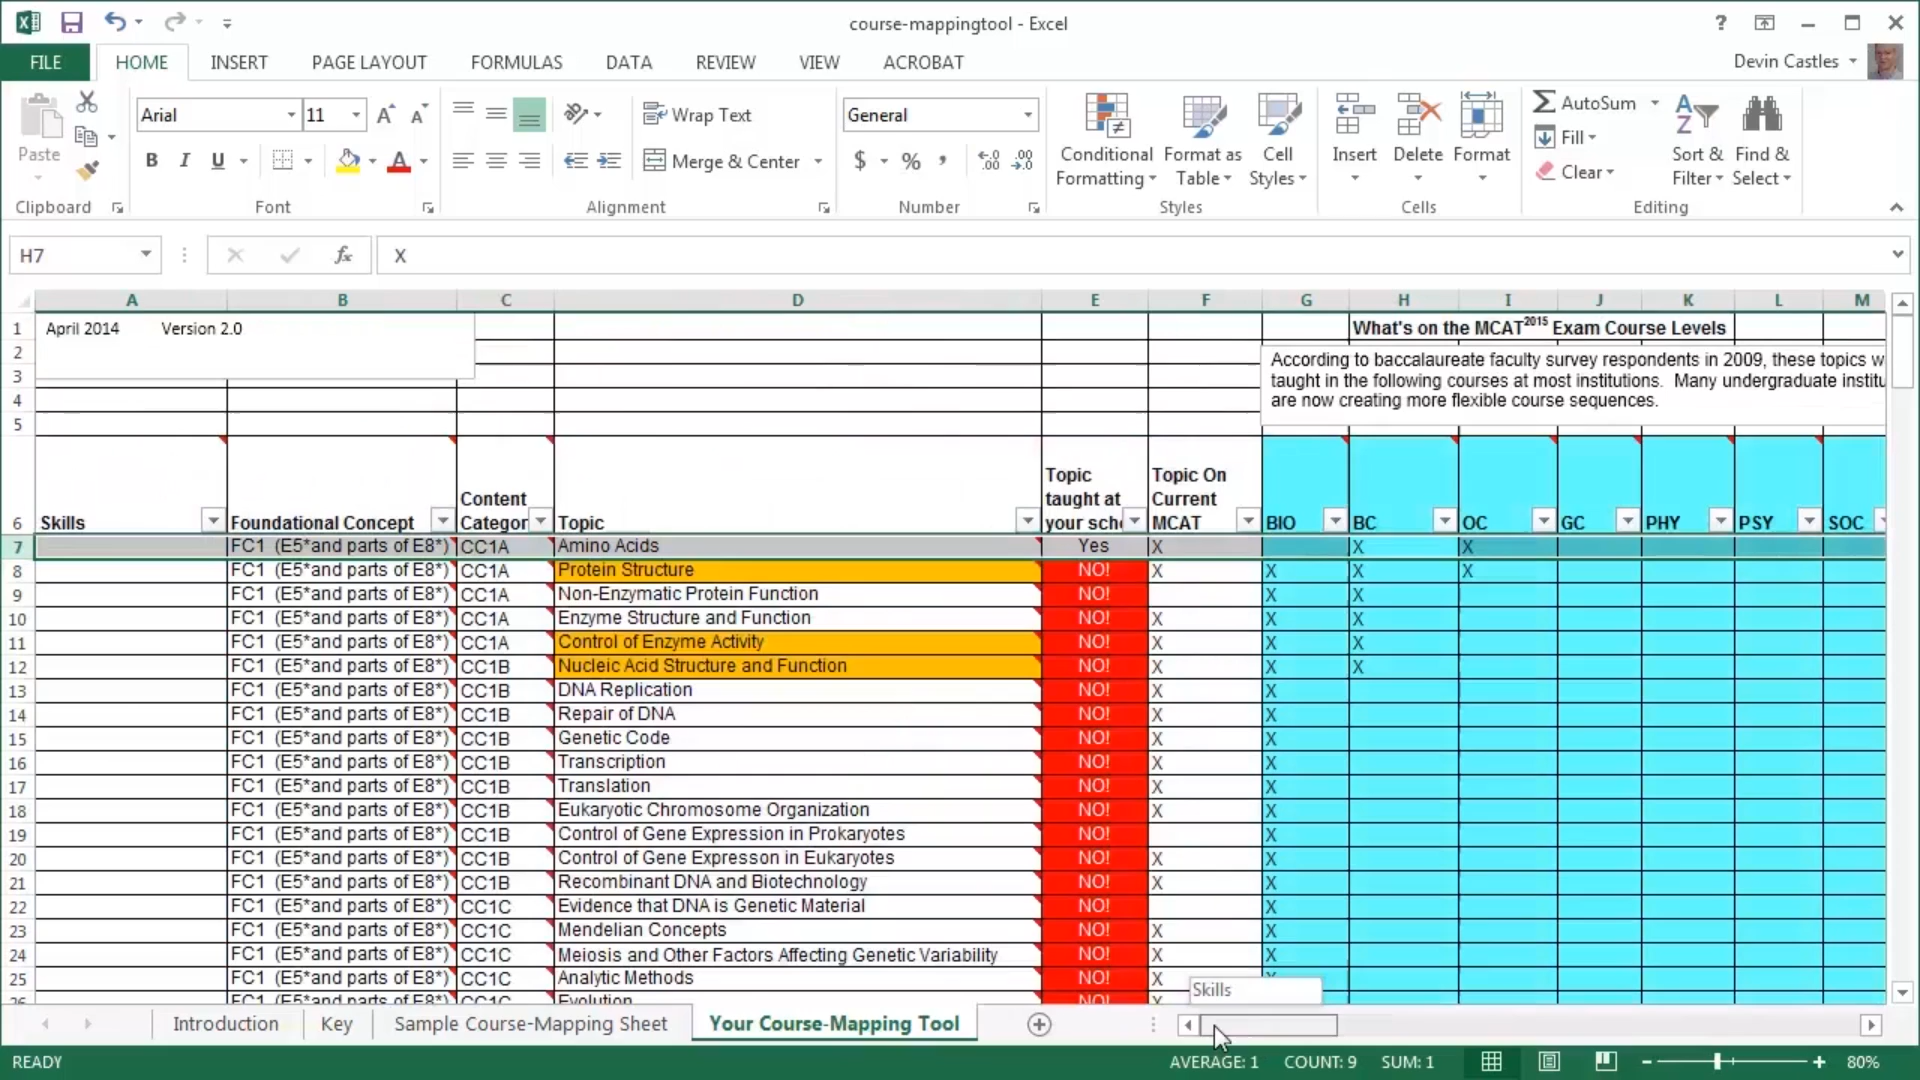 course-mappingtool - Excel
?
FILE HOME INSERT PAGE LAYOUT FORMULAS DATA REVIEW VIEW ACROBAT Devin Castles
Paste Arial 11 Wrap Text General Conditional Formatting Format as Table Cell Styles Insert Delete Format AutoSum Sort & Filter Find & Select
B I U A Merge & Center $ % , Fill
Clear
Clipboard Font Alignment Number Styles Cells Editing
H7 fx X
A B C D E F G H I J K L M
1 April 2014 Version 2.0 What's on the MCAT2015 Exam Course Levels
2 According to baccalaureate faculty survey respondents in 2009, these topics w
3 taught in the following courses at most institutions. Many undergraduate institu
4 are now creating more flexible course sequences.
5
6 Skills Foundational Concept Content Categor Topic Topic taught at your sch Topic On Current MCAT BIO BC OC GC PHY PSY SOC
7 FC1 (E5*and parts of E8*) CC1A Amino Acids Yes X X X
8 FC1 (E5*and parts of E8*) CC1A Protein Structure NO! X X X X
9 FC1 (E5*and parts of E8*) CC1A Non-Enzymatic Protein Function NO! X X
10 FC1 (E5*and parts of E8*) CC1A Enzyme Structure and Function NO! X X X
11 FC1 (E5*and parts of E8*) CC1A Control of Enzyme Activity NO! X X X
12 FC1 (E5*and parts of E8*) CC1B Nucleic Acid Structure and Function NO! X X X
13 FC1 (E5*and parts of E8*) CC1B DNA Replication NO! X X
14 FC1 (E5*and parts of E8*) CC1B Repair of DNA NO! X X
15 FC1 (E5*and parts of E8*) CC1B Genetic Code NO! X X
16 FC1 (E5*and parts of E8*) CC1B Transcription NO! X X
17 FC1 (E5*and parts of E8*) CC1B Translation NO! X X
18 FC1 (E5*and parts of E8*) CC1B Eukaryotic Chromosome Organization NO! X X
19 FC1 (E5*and parts of E8*) CC1B Control of Gene Expression in Prokaryotes NO! X
20 FC1 (E5*and parts of E8*) CC1B Control of Gene Expresson in Eukaryotes NO! X X
21 FC1 (E5*and parts of E8*) CC1B Recombinant DNA and Biotechnology NO! X X
22 FC1 (E5*and parts of E8*) CC1C Evidence that DNA is Genetic Material NO! X
23 FC1 (E5*and parts of E8*) CC1C Mendelian Concepts NO! X X
24 FC1 (E5*and parts of E8*) CC1C Meiosis and Other Factors Affecting Genetic Variability NO! X X
25 FC1 (E5*and parts of E8*) CC1C Analytic Methods NO! X X
26 FC1 (E5*and parts of E8*) CC1C Evolution NO! X
Skills
Introduction Key Sample Course-Mapping Sheet Your Course-Mapping Tool
READY AVERAGE: 1 COUNT: 9 SUM: 1 80%